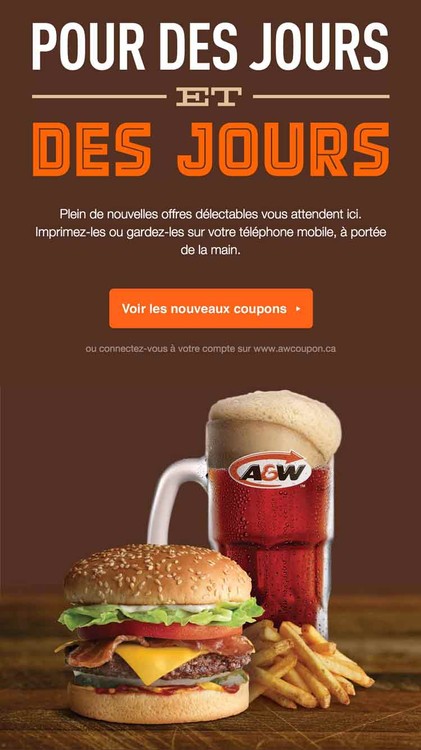 POUR DES JOURS
ET
DES JOURS
Plein de nouvelles offres délectables vous attendent ici.
Imprimez-les ou gardez-les sur votre téléphone mobile, à portée
de la main.
Voir les nouveaux coupons
ou connectez-vous à votre compte sur www.awcoupon.ca
A&W